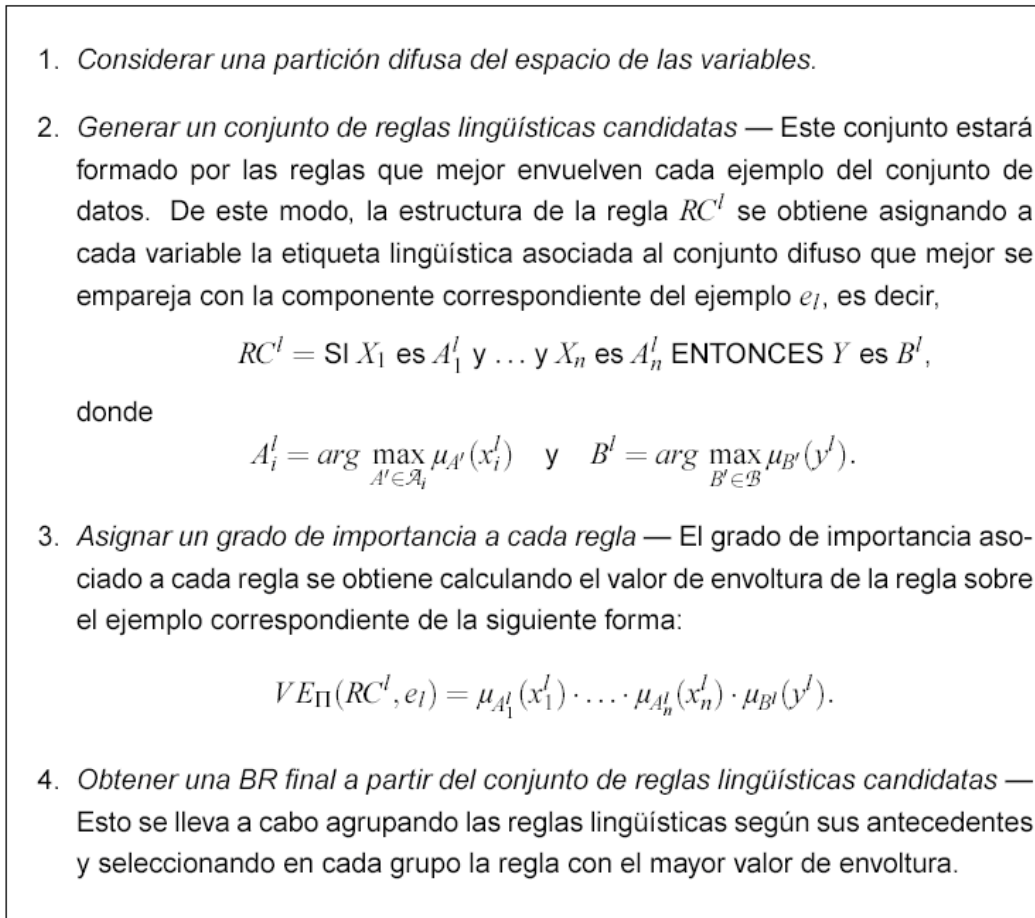 1. Considerar una partición difusa del espacio de las variables.
2. Generar un conjunto de reglas lingüísticas candidatas — Este conjunto estará
formado por las reglas que mejor envuelven cada ejemplo del conjunto de
datos. De este modo, la estructura de la regla RC^l se obtiene asignando a
cada variable la etiqueta lingüística asociada al conjunto difuso que mejor se
empareja con la componente correspondiente del ejemplo e_l, es decir,
RC^l = SI X_1 es A_1^l y … y X_n es A_n^l ENTONCES Y es B^l,
donde
A_i^l = arg max_{A'∈𝒜_i} μ_{A'}(x_i^l) y B^l = arg max_{B'∈ℬ} μ_{B'}(y^l).
3. Asignar un grado de importancia a cada regla — El grado de importancia aso-
ciado a cada regla se obtiene calculando el valor de envoltura de la regla sobre
el ejemplo correspondiente de la siguiente forma:
VE_Π(RC^l, e_l) = μ_{A_1^l}(x_1^l) · … · μ_{A_n^l}(x_n^l) · μ_{B^l}(y^l).
4. Obtener una BR final a partir del conjunto de reglas lingüísticas candidatas —
Esto se lleva a cabo agrupando las reglas lingüísticas según sus antecedentes
y seleccionando en cada grupo la regla con el mayor valor de envoltura.